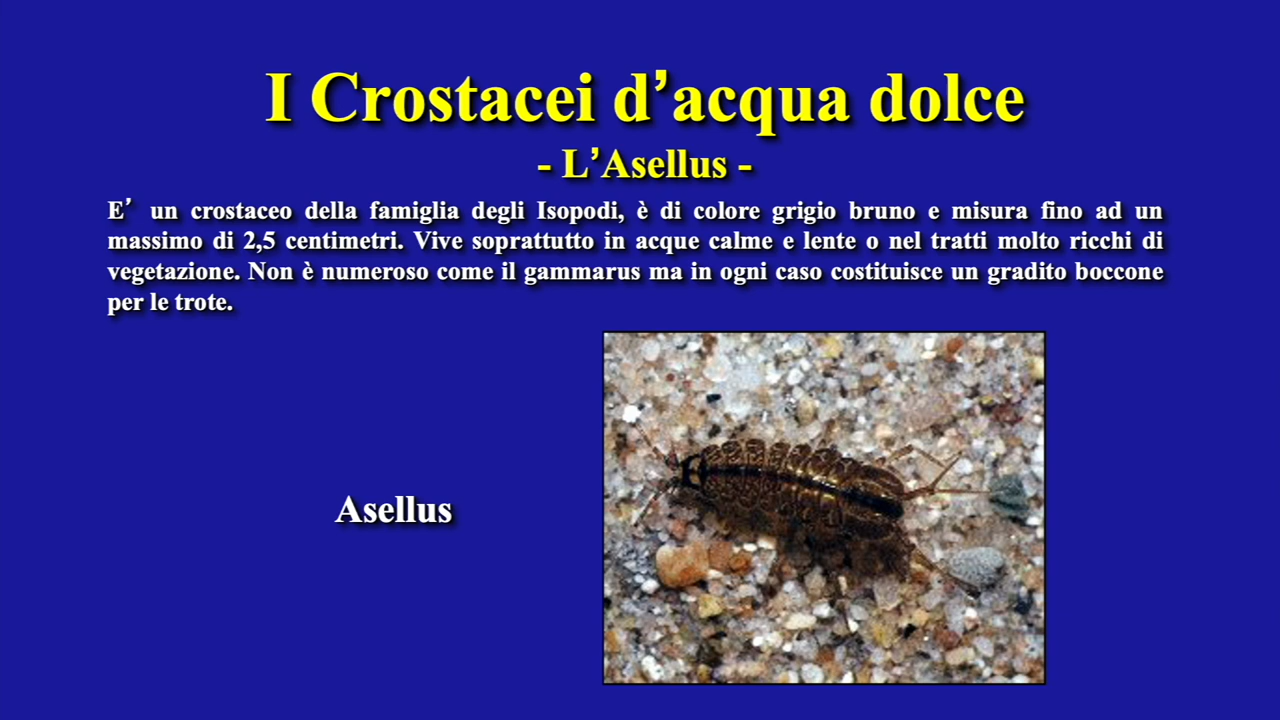 I Crostacei d’acqua dolce
- L’Asellus -
E’ un crostaceo della famiglia degli Isopodi, è di colore grigio bruno e misura fino ad un
massimo di 2,5 centimetri. Vive soprattutto in acque calme e lente o nel tratti molto ricchi di
vegetazione. Non è numeroso come il gammarus ma in ogni caso costituisce un gradito boccone
per le trote.
Asellus